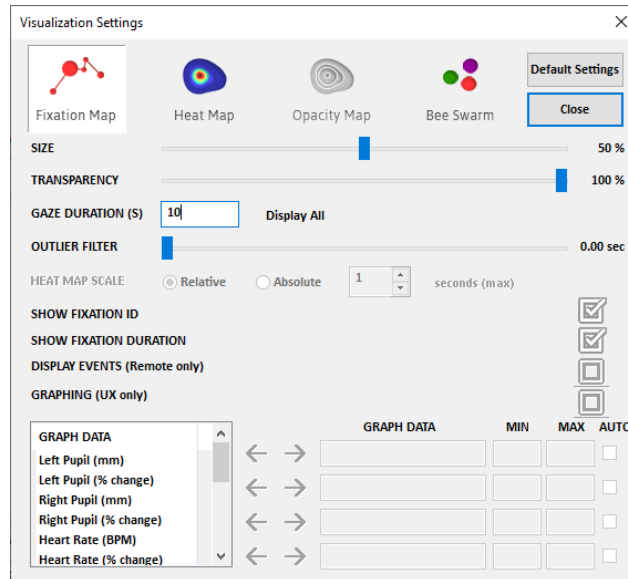 Visualization Settings
Fixation Map
Heat Map
Opacity Map
Bee Swarm
Default Settings
Close
SIZE
50 %
TRANSPARENCY
100 %
GAZE DURATION (S)
10
Display All
OUTLIER FILTER
0.00 sec
HEAT MAP SCALE
Relative
Absolute
1
seconds (max)
SHOW FIXATION ID
SHOW FIXATION DURATION
DISPLAY EVENTS (Remote only)
GRAPHING (UX only)
GRAPH DATA
Left Pupil (mm)
Left Pupil (% change)
Right Pupil (mm)
Right Pupil (% change)
Heart Rate (BPM)
Heart Rate (% change)
GRAPH DATA
MIN
MAX
AUTO